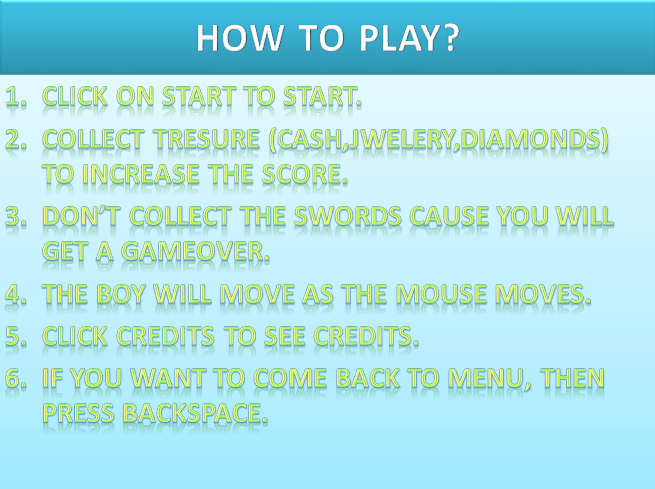 HOW TO PLAY?
1. CLICK ON START TO START.
2. COLLECT TRESURE (CASH,JWELERY,DIAMONDS)
TO INCREASE THE SCORE.
3. DON'T COLLECT THE SWORDS CAUSE YOU WILL
GET A GAMEOVER.
4. THE BOY WILL MOVE AS THE MOUSE MOVES.
5. CLICK CREDITS TO SEE CREDITS.
6. IF YOU WANT TO COME BACK TO MENU, THEN
PRESS BACKSPACE.